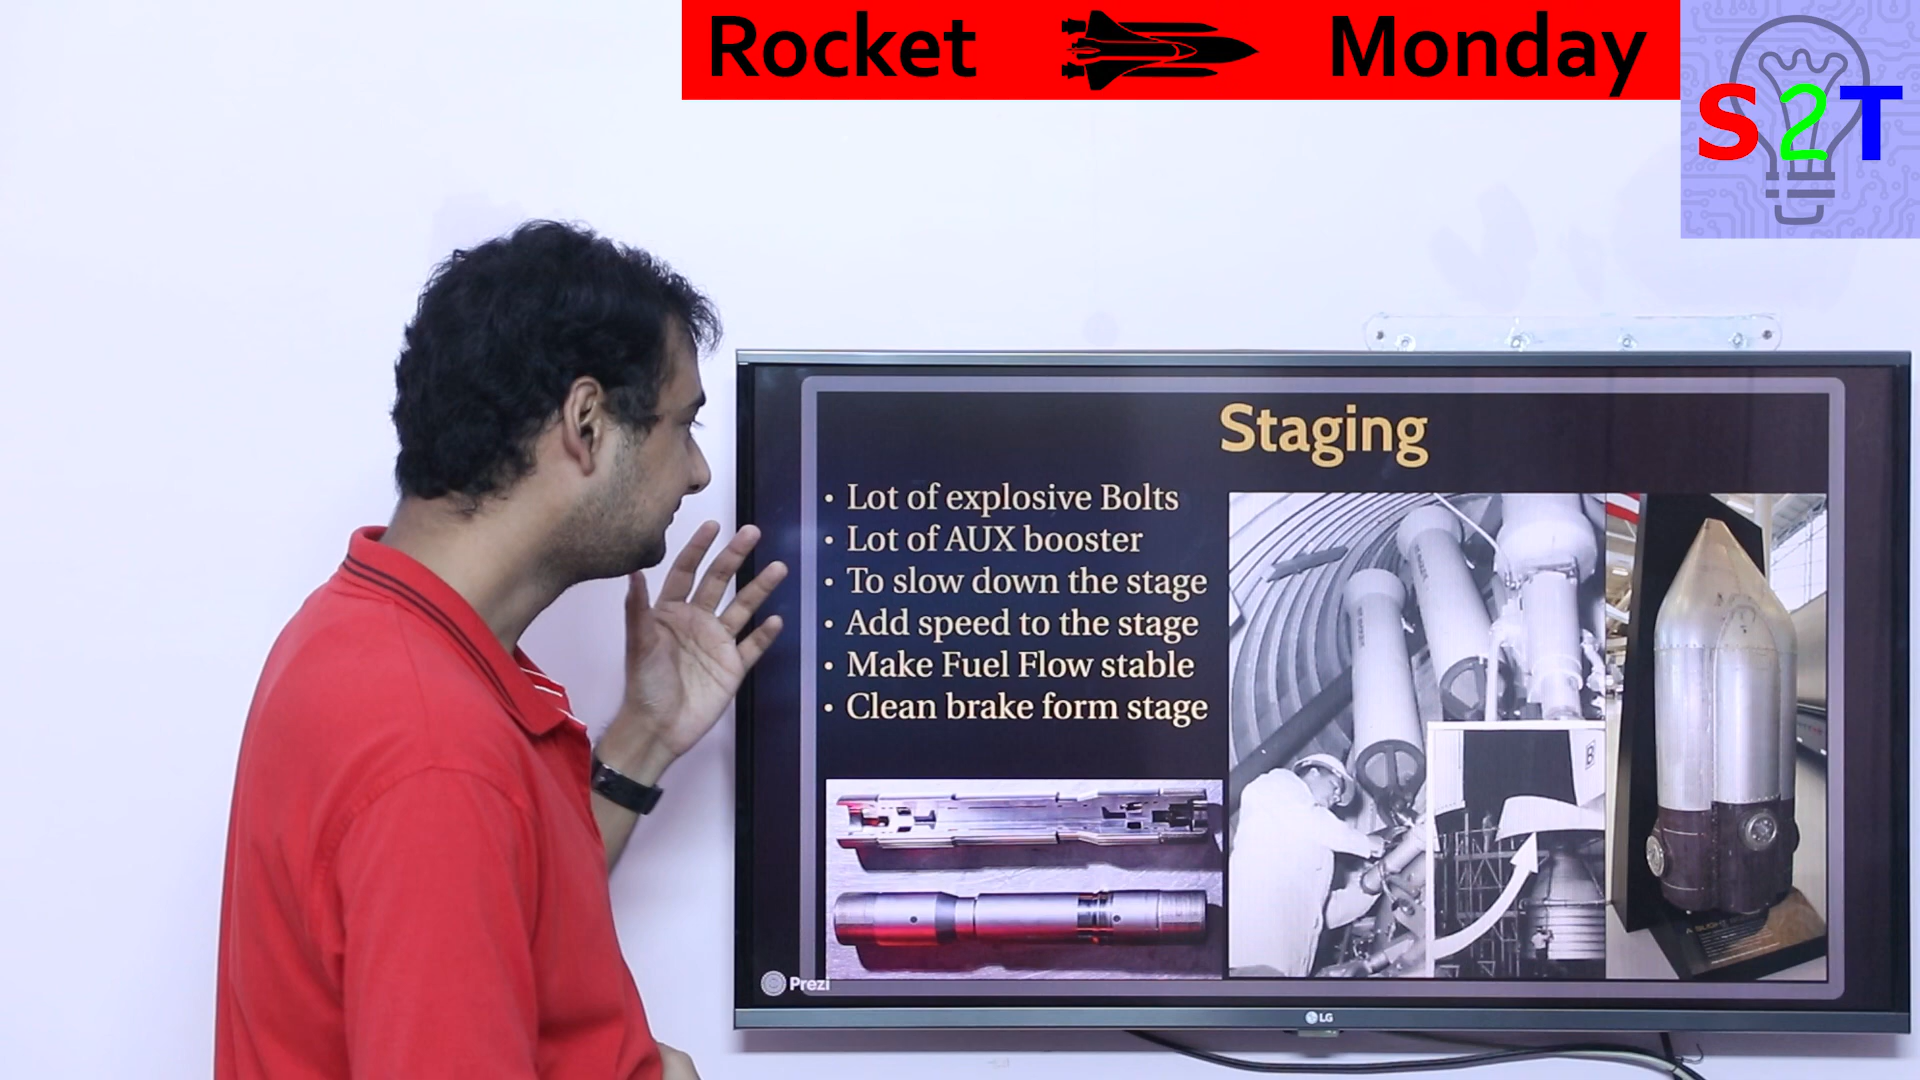 Rocket Monday
S2T
Staging
• Lot of explosive Bolts
• Lot of AUX booster
• To slow down the stage
• Add speed to the stage
• Make Fuel Flow stable
• Clean brake form stage
Prezi
LG